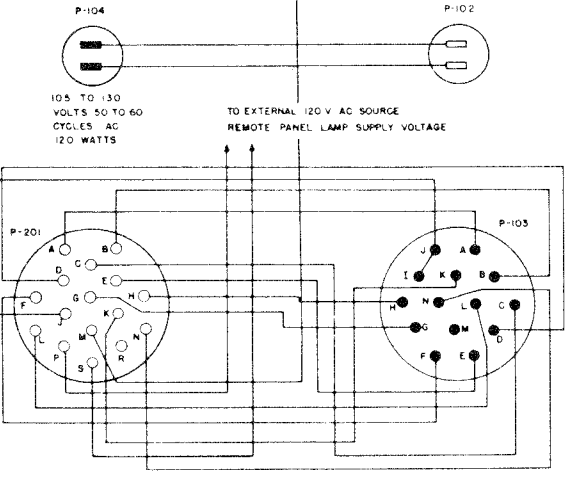 P-104
P-102
105 TO 130
VOLTS 50 TO 60
CYCLES AC
120 WATTS
TO EXTERNAL 120 V AC SOURCE
REMOTE PANEL LAMP SUPPLY VOLTAGE
P-201
P-103
A
B
C
D
E
F
G
H
J
K
L
M
N
P
R
S
J
A
I
K
B
H
N
L
C
G
M
D
F
E